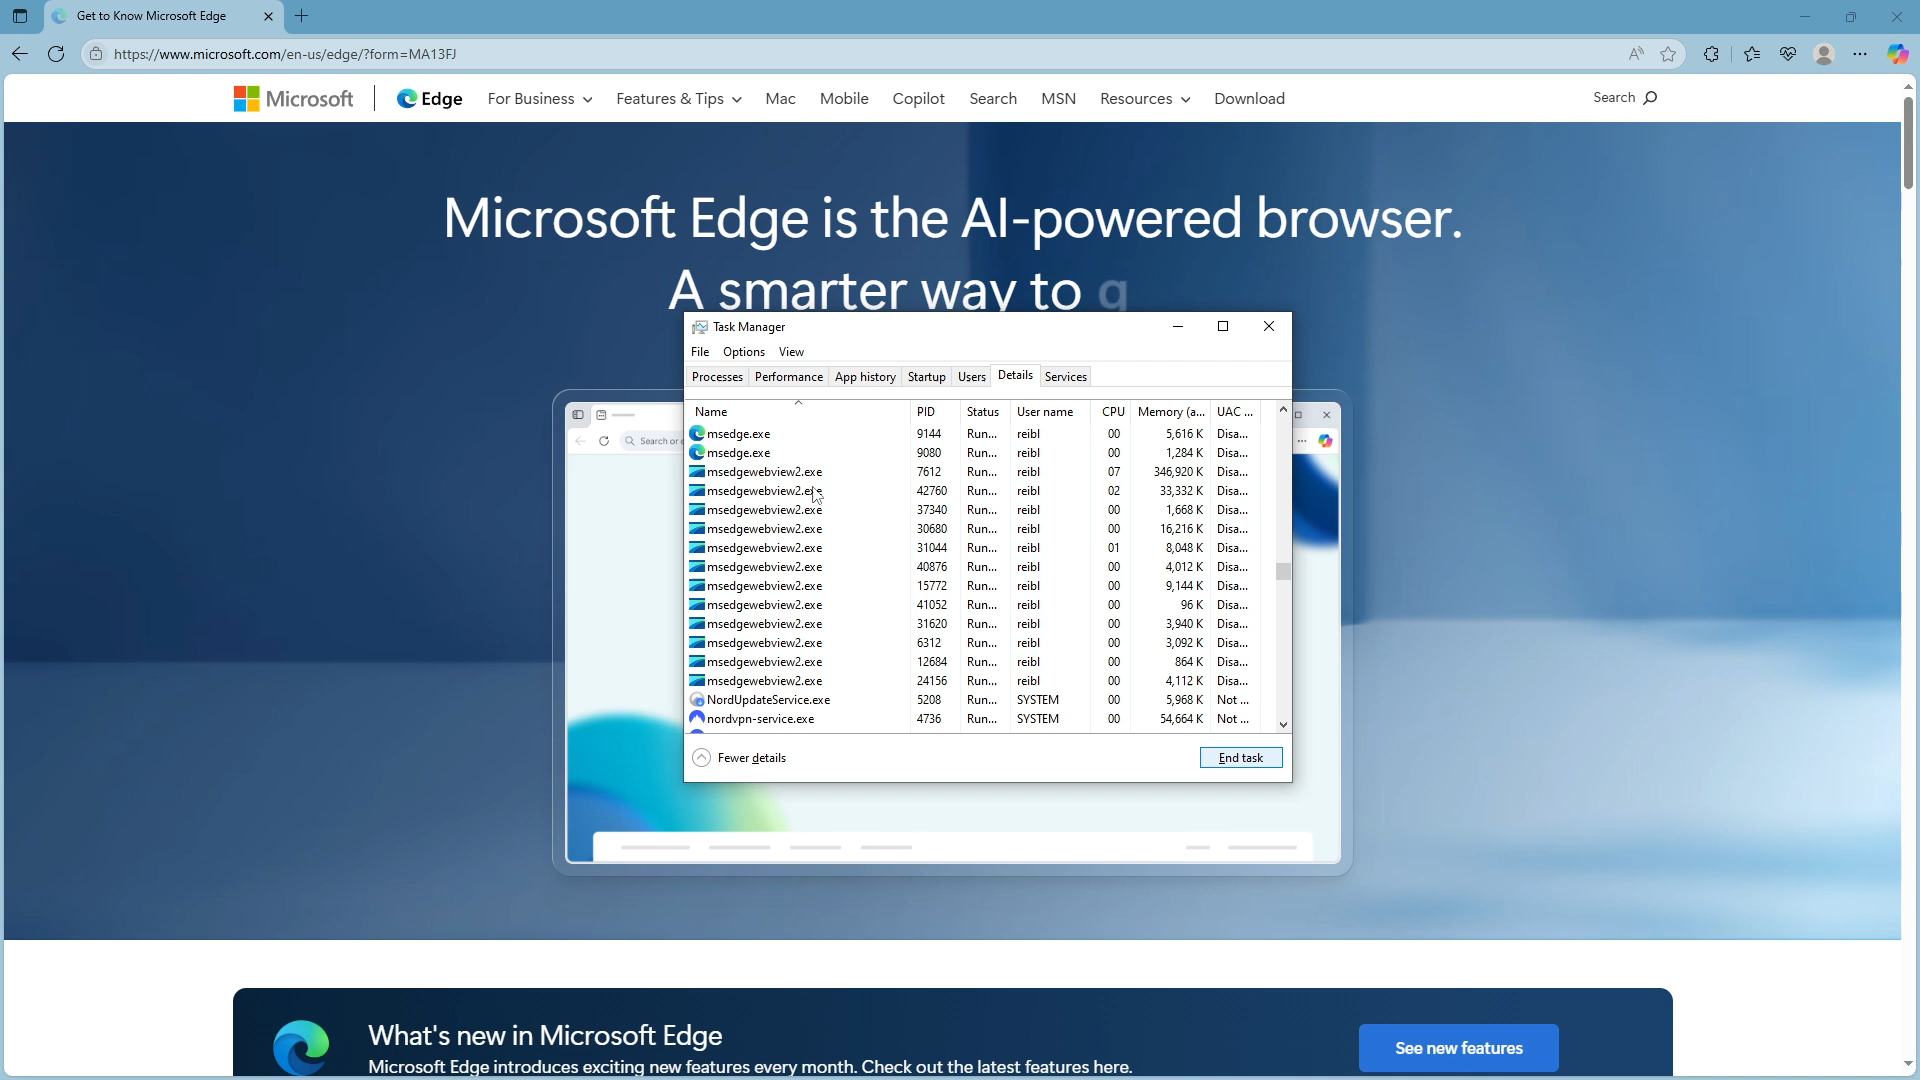 Get to Know Microsoft Edge
https://www.microsoft.com/en-us/edge/?form=MA13FJ
Microsoft Edge For Business Features & Tips Mac Mobile Copilot Search MSN Resources Download Search
Microsoft Edge is the AI-powered browser.
A smarter way to g
Task Manager
File Options View
Processes Performance App history Startup Users Details Services
Name PID Status User name CPU Memory (a... UAC ...
msedge.exe 9144 Run... reibl 00 5,616 K Disa...
msedge.exe 9080 Run... reibl 00 1,284 K Disa...
msedgewebview2.exe 7612 Run... reibl 07 346,920 K Disa...
msedgewebview2.exe 42760 Run... reibl 02 33,332 K Disa...
msedgewebview2.exe 37340 Run... reibl 00 1,668 K Disa...
msedgewebview2.exe 30680 Run... reibl 00 16,216 K Disa...
msedgewebview2.exe 31044 Run... reibl 01 8,048 K Disa...
msedgewebview2.exe 40876 Run... reibl 00 4,012 K Disa...
msedgewebview2.exe 15772 Run... reibl 00 9,144 K Disa...
msedgewebview2.exe 41052 Run... reibl 00 96 K Disa...
msedgewebview2.exe 31620 Run... reibl 00 3,940 K Disa...
msedgewebview2.exe 6312 Run... reibl 00 3,092 K Disa...
msedgewebview2.exe 12684 Run... reibl 00 864 K Disa...
msedgewebview2.exe 24156 Run... reibl 00 4,112 K Disa...
NordUpdateService.exe 5208 Run... SYSTEM 00 5,968 K Not ...
nordvpn-service.exe 4736 Run... SYSTEM 00 54,664 K Not ...
Fewer details End task
Search or
What's new in Microsoft Edge
Microsoft Edge introduces exciting new features every month. Check out the latest features here.
See new features